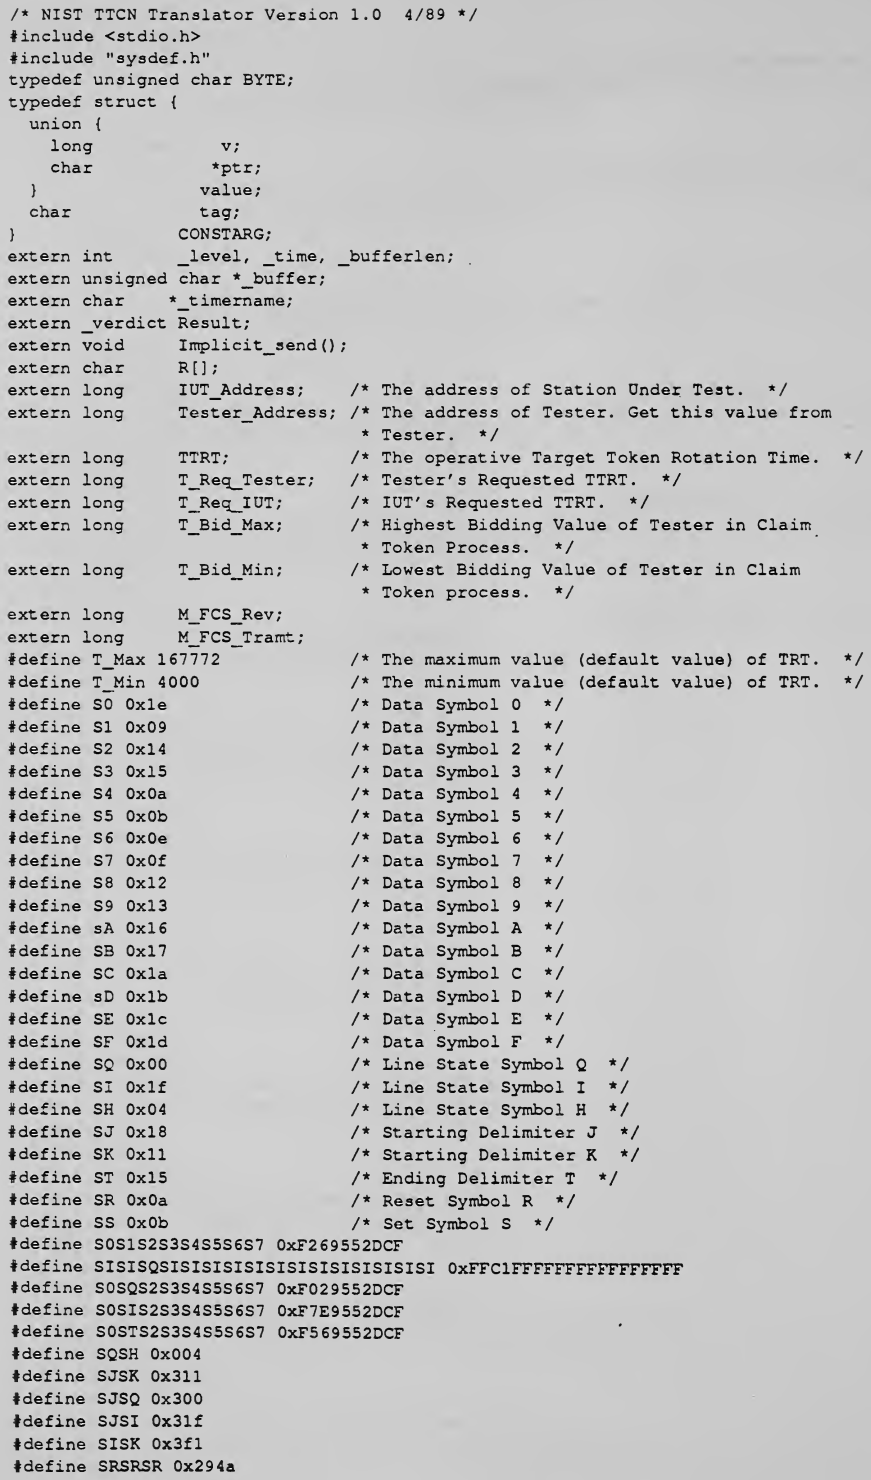 /* NIST TTCN Translator Version 1.0  4/89 */
#include <stdio.h>
#include "sysdef.h"
typedef unsigned char BYTE;
typedef struct {
  union {
    long            v;
    char           *ptr;
  }               value;
  char            tag;
}               CONSTARG;
extern int      _level, _time, _bufferlen;
extern unsigned char *_buffer;
extern char    *_timername;
extern _verdict Result;
extern void     Implicit_send();
extern char     R[];
extern long     IUT_Address;    /* The address of Station Under Test.  */
extern long     Tester_Address; /* The address of Tester. Get this value from
                                 * Tester.  */
extern long     TTRT;           /* The operative Target Token Rotation Time.  */
extern long     T_Req_Tester;   /* Tester's Requested TTRT.  */
extern long     T_Req_IUT;      /* IUT's Requested TTRT.  */
extern long     T_Bid_Max;      /* Highest Bidding Value of Tester in Claim
                                 * Token Process.  */
extern long     T_Bid_Min;      /* Lowest Bidding Value of Tester in Claim
                                 * Token process.  */
extern long     M_FCS_Rev;
extern long     M_FCS_Tramt;
#define T_Max 167772            /* The maximum value (default value) of TRT.  */
#define T_Min 4000              /* The minimum value (default value) of TRT.  */
#define S0 0x1e                 /* Data Symbol 0  */
#define S1 0x09                 /* Data Symbol 1  */
#define S2 0x14                 /* Data Symbol 2  */
#define S3 0x15                 /* Data Symbol 3  */
#define S4 0x0a                 /* Data Symbol 4  */
#define S5 0x0b                 /* Data Symbol 5  */
#define S6 0x0e                 /* Data Symbol 6  */
#define S7 0x0f                 /* Data Symbol 7  */
#define S8 0x12                 /* Data Symbol 8  */
#define S9 0x13                 /* Data Symbol 9  */
#define sA 0x16                 /* Data Symbol A  */
#define SB 0x17                 /* Data Symbol B  */
#define SC 0x1a                 /* Data Symbol C  */
#define sD 0x1b                 /* Data Symbol D  */
#define SE 0x1c                 /* Data Symbol E  */
#define SF 0x1d                 /* Data Symbol F  */
#define SQ 0x00                 /* Line State Symbol Q  */
#define SI 0x1f                 /* Line State Symbol I  */
#define SH 0x04                 /* Line State Symbol H  */
#define SJ 0x18                 /* Starting Delimiter J  */
#define SK 0x11                 /* Starting Delimiter K  */
#define ST 0x15                 /* Ending Delimiter T  */
#define SR 0x0a                 /* Reset Symbol R  */
#define SS 0x0b                 /* Set Symbol S  */
#define S0S1S2S3S4S5S6S7 0xF269552DCF
#define SISISQSISISISISISISISISISISISISI 0xFFC1FFFFFFFFFFFFFFFF
#define S0SQS2S3S4S5S6S7 0xF029552DCF
#define S0SIS2S3S4S5S6S7 0xF7E9552DCF
#define S0STS2S3S4S5S6S7 0xF569552DCF
#define SQSH 0x004
#define SJSK 0x311
#define SJSQ 0x300
#define SJSI 0x31f
#define SISK 0x3f1
#define SRSRSR 0x294a